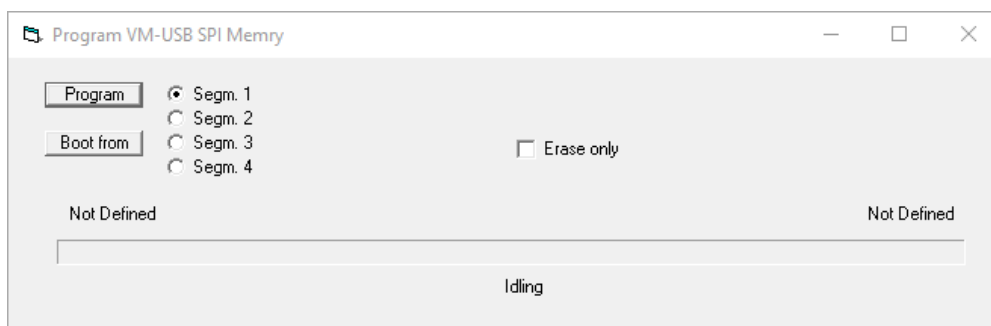 Program VM-USB SPI Memry
Program
Segm. 1
Segm. 2
Boot from
Segm. 3
Segm. 4
Erase only
Not Defined
Not Defined
Idling